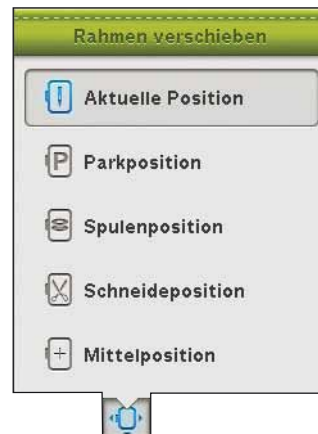 Rahmen verschieben
Aktuelle Position
P Parkposition
Spulenposition
Schneideposition
Mittelposition